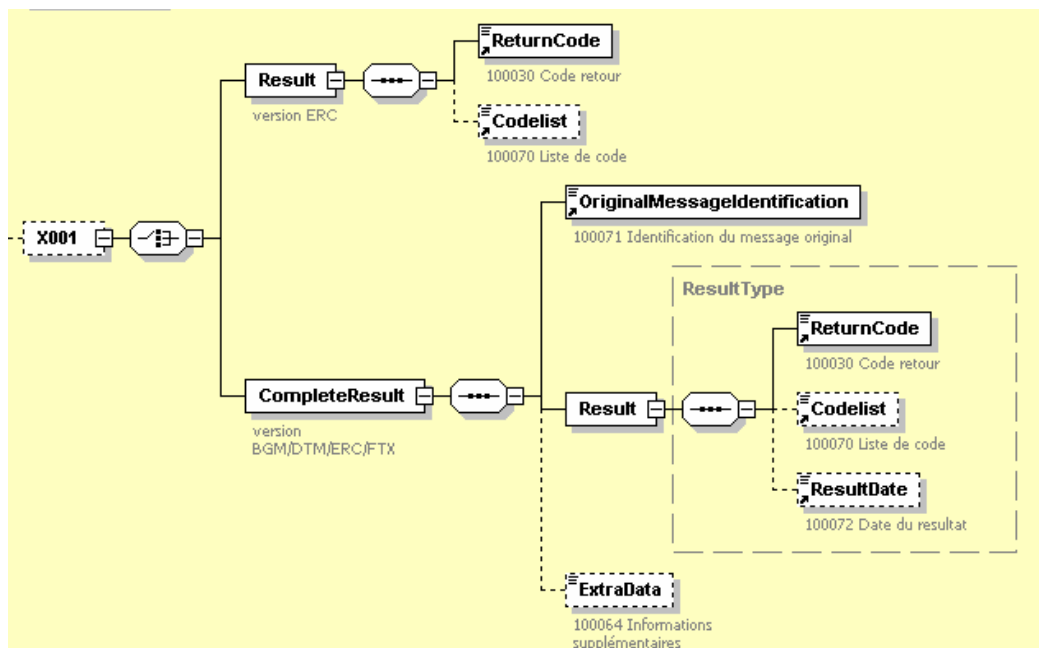 ReturnCode
100030 Code retour
Result
version ERC
Codelist
100070 Liste de code
X001
OriginalMessageIdentification
100071 Identification du message original
ResultType
ReturnCode
100030 Code retour
CompleteResult
version
BGM/DTM/ERC/FTX
Result
Codelist
100070 Liste de code
ResultDate
100072 Date du resultat
ExtraData
100064 Informations
supplémentaires